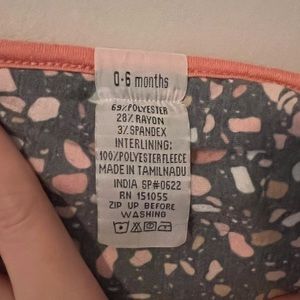 0-6 months
69%POLYESTER
28%RAYON
3%SPANDEX
INTERLINING:
100%POLYESTER FLEECE
MADE IN TAMILNADU
INDIA SP#0622
RN 151055
ZIP UP BEFORE
WASHING